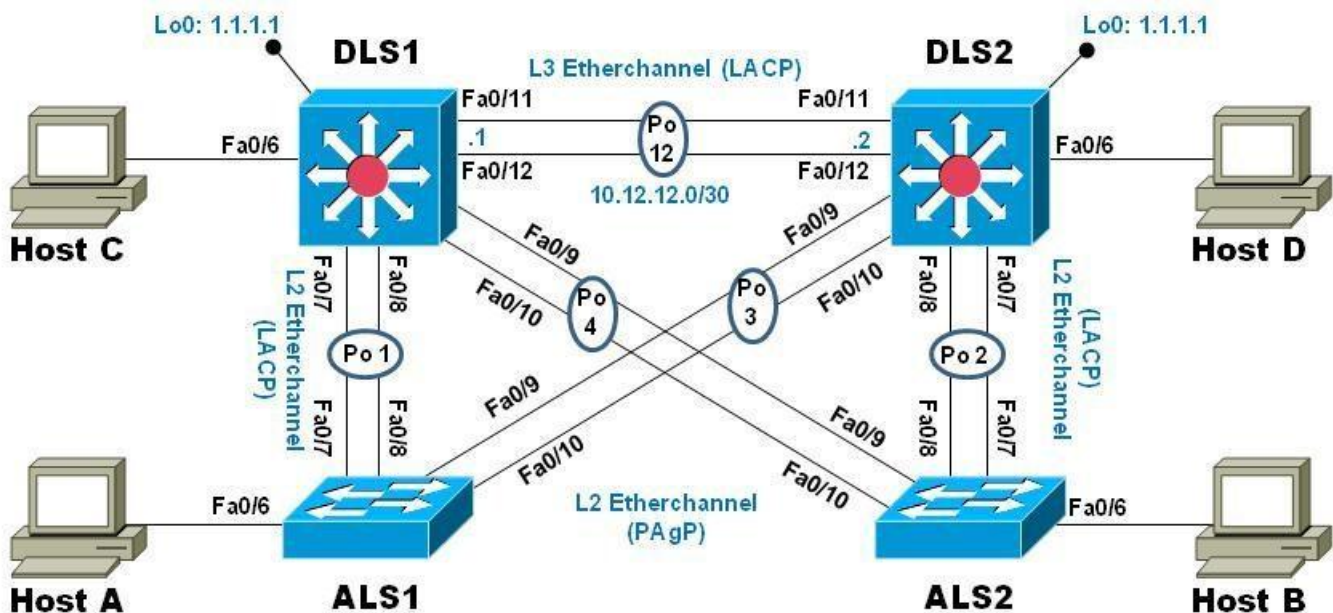 Lo0: 1.1.1.1
Lo0: 1.1.1.1
DLS1
DLS2
L3 Etherchannel (LACP)
Fa0/11
Fa0/11
Fa0/6
.1
Po
12
.2
Fa0/6
Fa0/12
Fa0/12
10.12.12.0/30
Host C
Host D
Fa0/7
Fa0/8
Fa0/9
Fa0/10
Fa0/9
Fa0/10
Fa0/8
Fa0/7
L2 Etherchannel
(LACP)
Po 1
Po
4
Po
3
Po 2
L2 Etherchannel
(LACP)
Fa0/7
Fa0/8
Fa0/9
Fa0/10
Fa0/9
Fa0/10
Fa0/8
Fa0/7
L2 Etherchannel
(PAgP)
Fa0/6
Fa0/6
Host A
ALS1
ALS2
Host B